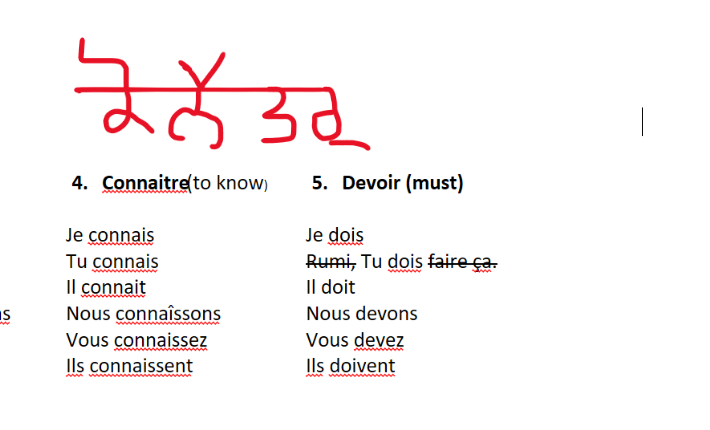 4. Connaitre(to know)
Je connais
Tu connais
Il connait
Nous connaîssons
Vous connaissez
Ils connaissent
5. Devoir (must)
Je dois
Rumi, Tu dois faire ça.
Il doit
Nous devons
Vous devez
Ils doivent